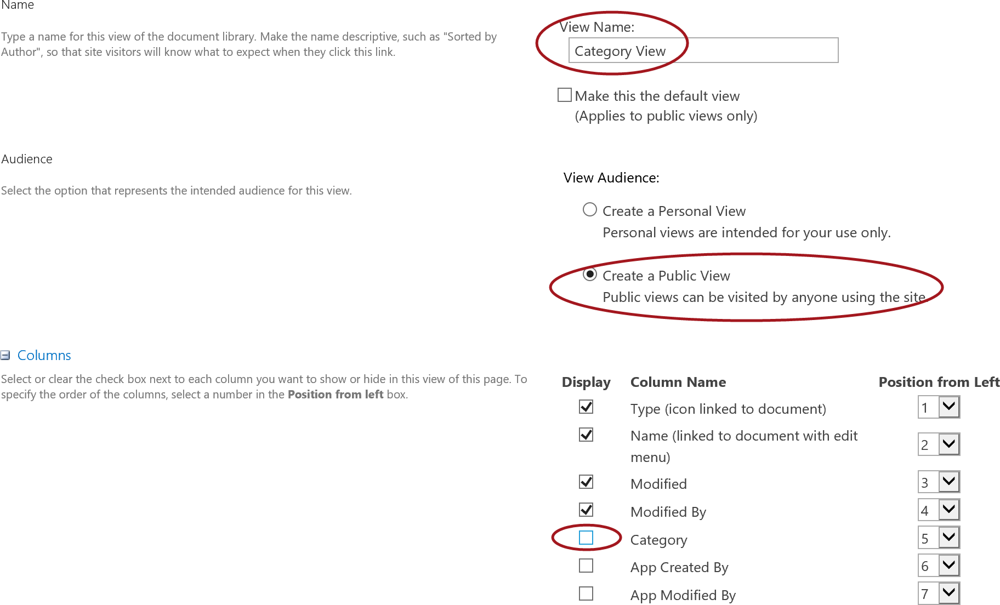 Name
Type a name for this view of the document library. Make the name descriptive, such as "Sorted by
Author", so that site visitors will know what to expect when they click this link.
View Name:
Category View
Make this the default view
(Applies to public views only)
Audience
Select the option that represents the intended audience for this view.
View Audience:
Create a Personal View
Personal views are intended for your use only.
Create a Public View
Public views can be visited by anyone using the site.
Columns
Select or clear the check box next to each column you want to show or hide in this view of this page. To
specify the order of the columns, select a number in the Position from left box.
Display Column Name Position from Left
Type (icon linked to document) 1
Name (linked to document with edit
menu) 2
Modified 3
Modified By 4
Category 5
App Created By 6
App Modified By 7